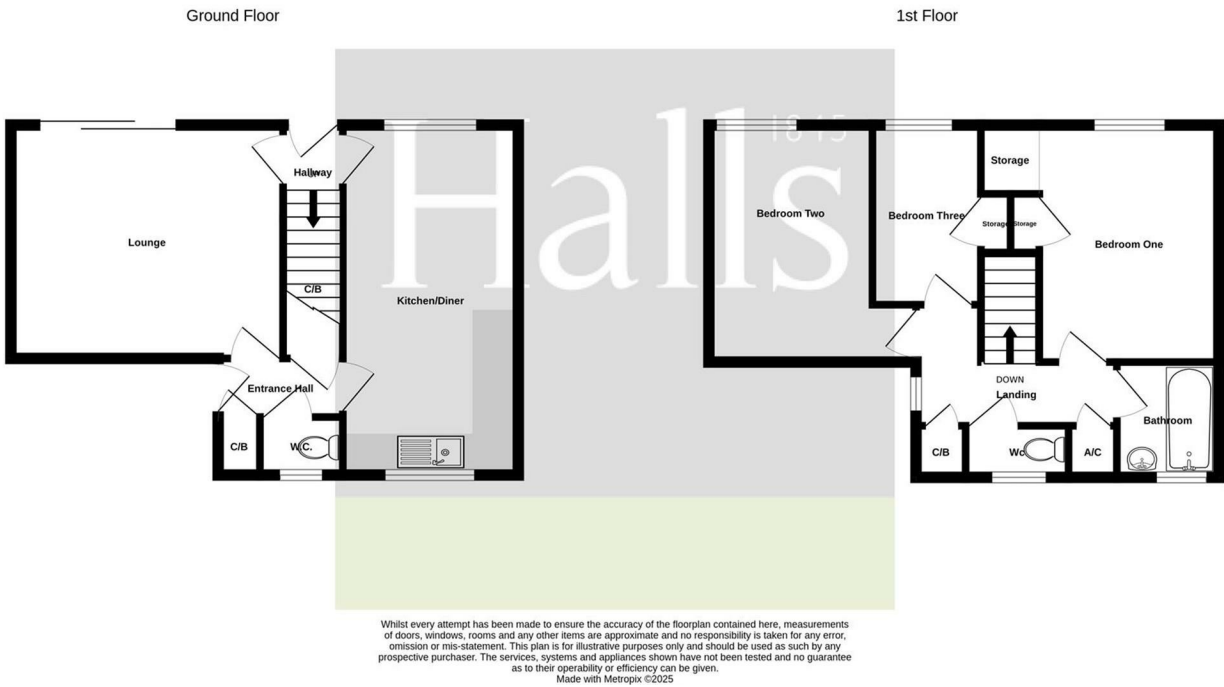 Ground Floor
1st Floor
1845
Halls
Hallway
UP
Lounge
C/B
Kitchen/Diner
Entrance Hall
C/B
W.C.
Storage
Bedroom Two
Bedroom Three
Storage
Storage
Bedroom One
DOWN
Landing
Bathroom
C/B
Wc
A/C
Whilst every attempt has been made to ensure the accuracy of the floorplan contained here, measurements
of doors, windows, rooms and any other items are approximate and no responsibility is taken for any error,
omission or mis-statement. This plan is for illustrative purposes only and should be used as such by any
prospective purchaser. The services, systems and appliances shown have not been tested and no guarantee
as to their operability or efficiency can be given.
Made with Metropix ©2025